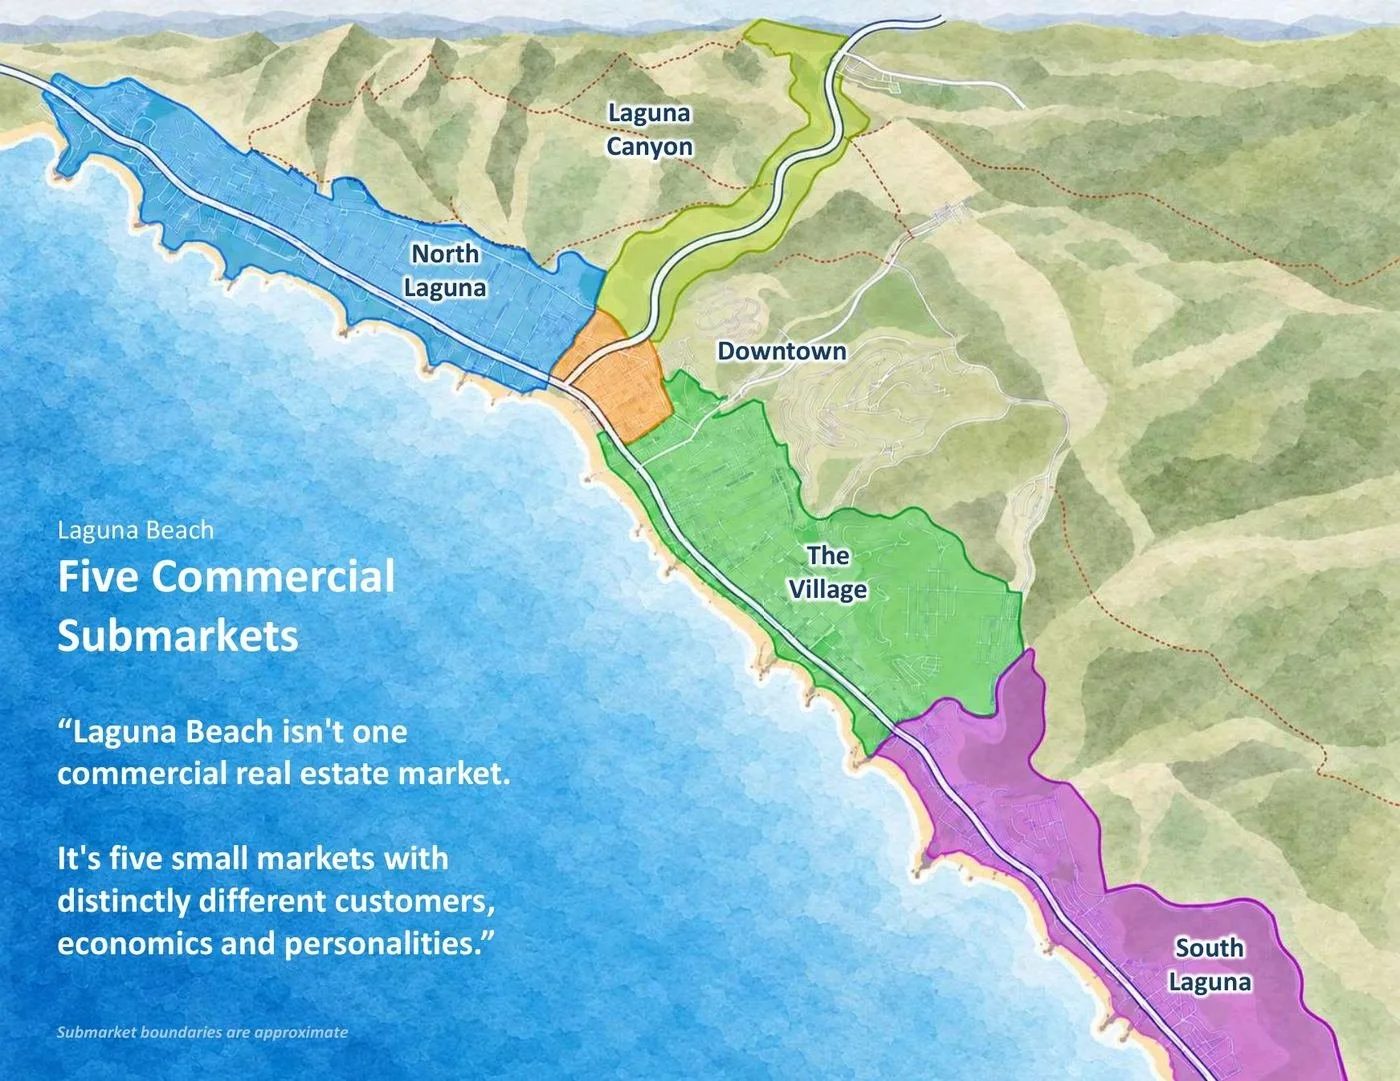 Laguna
Canyon
North
Laguna
Downtown
The
Village
South
Laguna
Laguna Beach
Five Commercial
Submarkets
“Laguna Beach isn't one
commercial real estate market.
It's five small markets with
distinctly different customers,
economics and personalities.”
Submarket boundaries are approximate